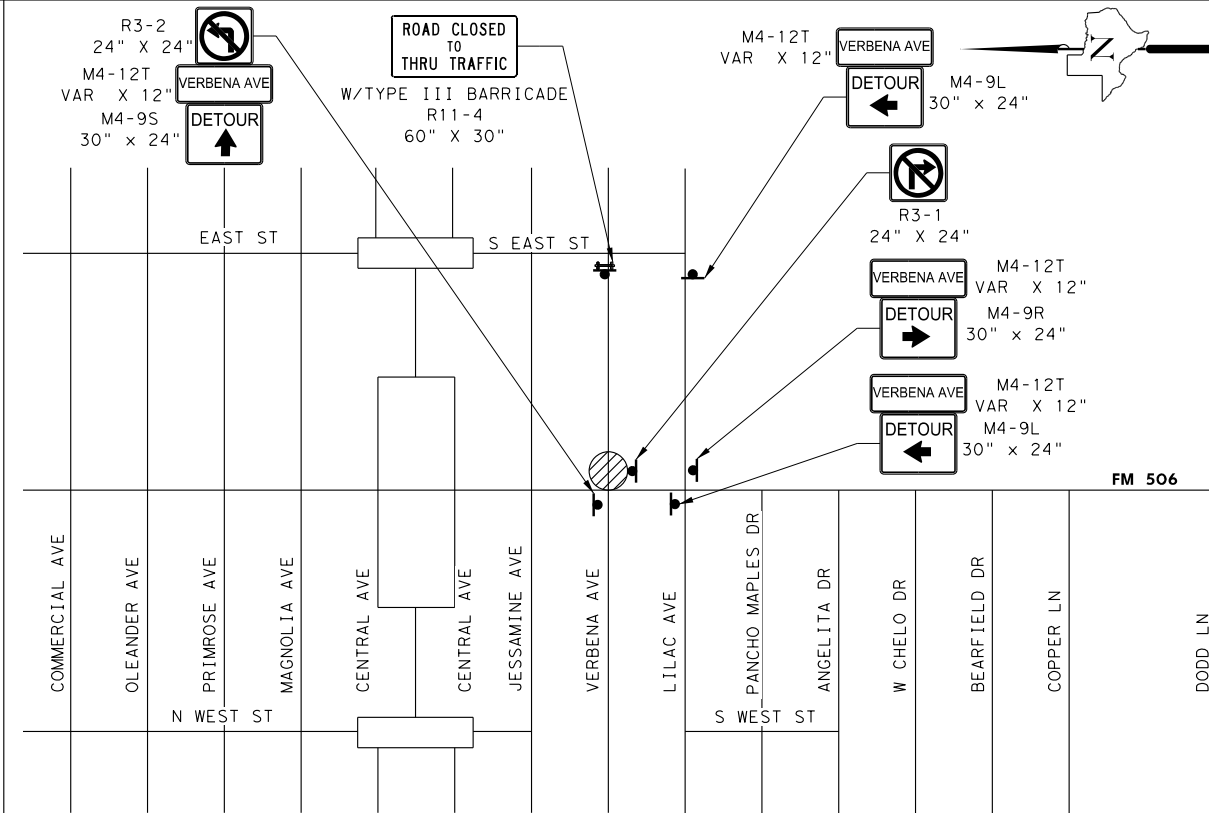 R3-2
24" X 24"
M4-12T
VAR X 12"
VERBENA AVE
M4-9S
30" x 24"
DETOUR
ROAD CLOSED
TO
THRU TRAFFIC
W/TYPE III BARRICADE
R11-4
60" X 30"
M4-12T
VAR X 12"
VERBENA AVE
DETOUR
M4-9L
30" x 24"
N
R3-1
24" X 24"
VERBENA AVE
M4-12T
VAR X 12"
DETOUR
M4-9R
30" x 24"
VERBENA AVE
M4-12T
VAR X 12"
DETOUR
M4-9L
30" x 24"
EAST ST
S EAST ST
FM 506
COMMERCIAL AVE
OLEANDER AVE
PRIMROSE AVE
MAGNOLIA AVE
CENTRAL AVE
CENTRAL AVE
JESSAMINE AVE
VERBENA AVE
LILAC AVE
PANCHO MAPLES DR
ANGELITA DR
W CHELO DR
BEARFIELD DR
COPPER LN
DODD LN
N WEST ST
S WEST ST